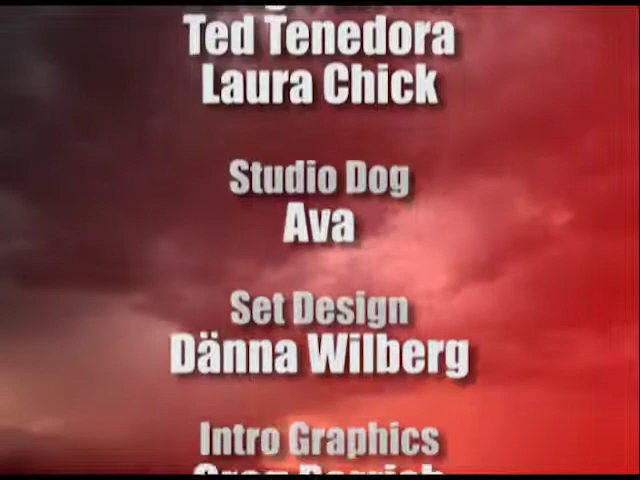 Ted Tenedora
Laura Chick
Studio Dog
Ava
Set Design
Dänna Wilberg
Intro Graphics